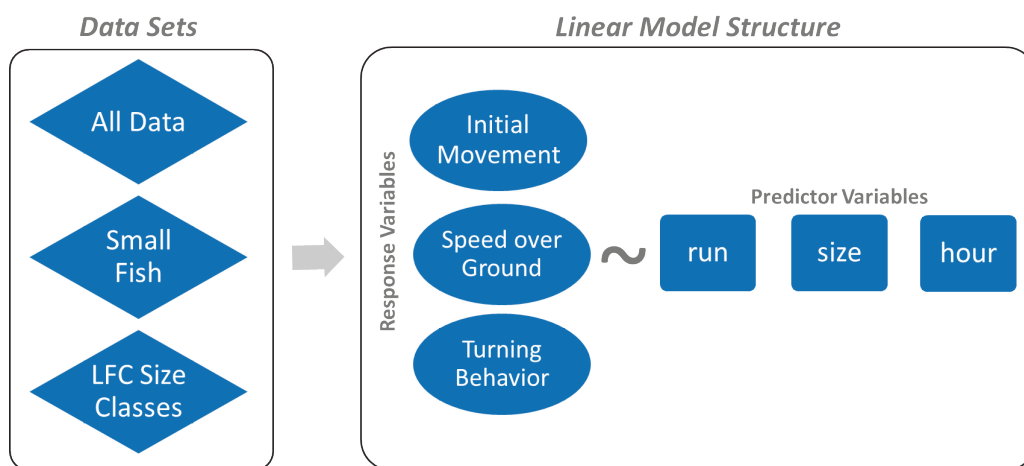 Data Sets
Linear Model Structure
All Data
Small
Fish
LFC Size
Classes
Response Variables
Initial
Movement
Speed over
Ground
Turning
Behavior
~
Predictor Variables
run
size
hour